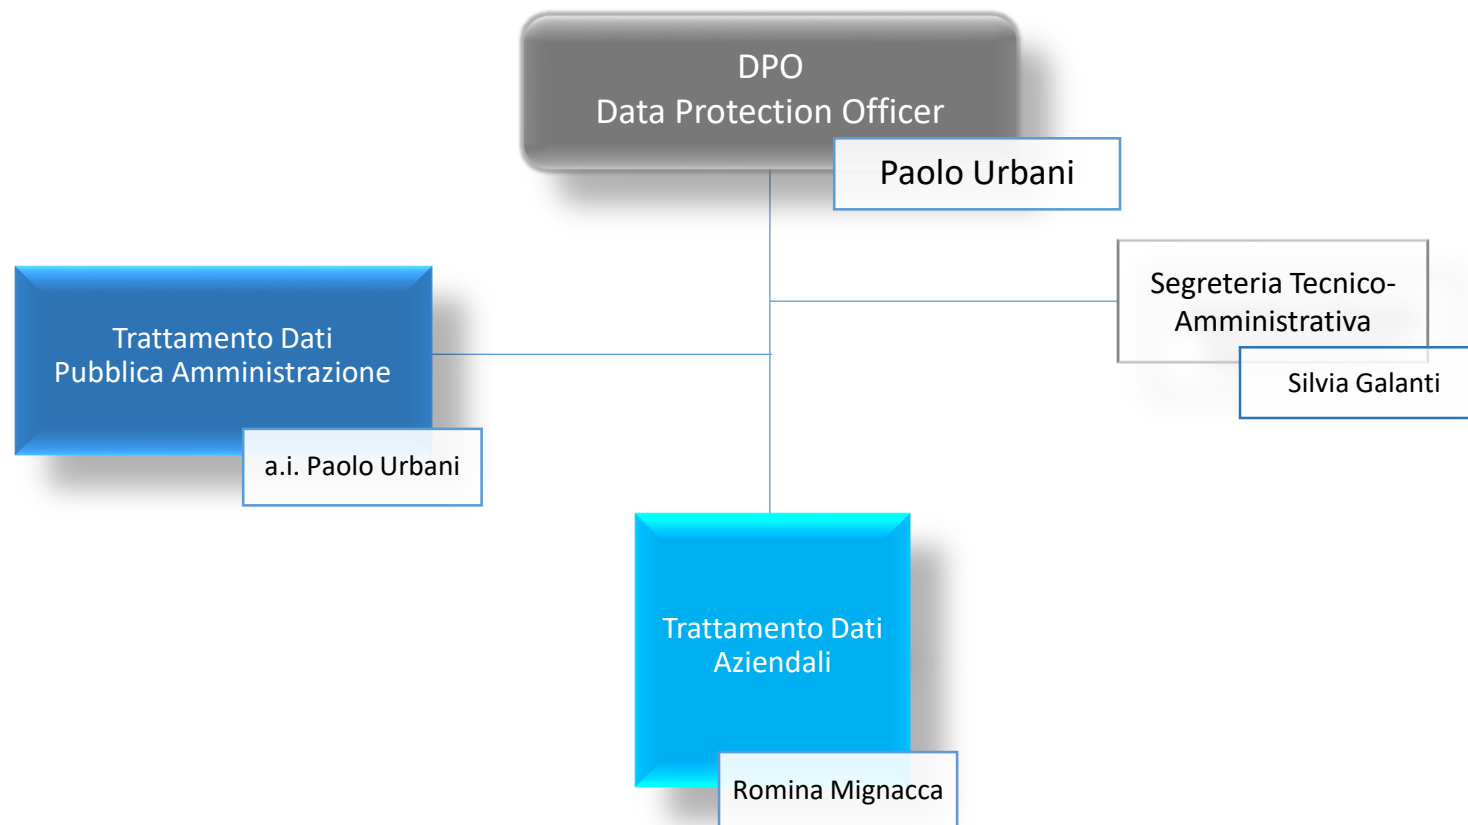 DPO
Data Protection Officer
Paolo Urbani
Segreteria Tecnico-
Amministrativa
Silvia Galanti
Trattamento Dati
Pubblica Amministrazione
a.i. Paolo Urbani
Trattamento Dati
Aziendali
Romina Mignacca